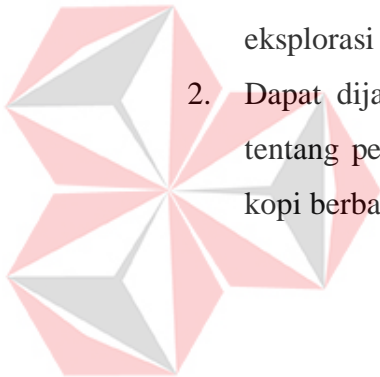 eksplorasi
2. Dapat dija
tentang pe
kopi berba